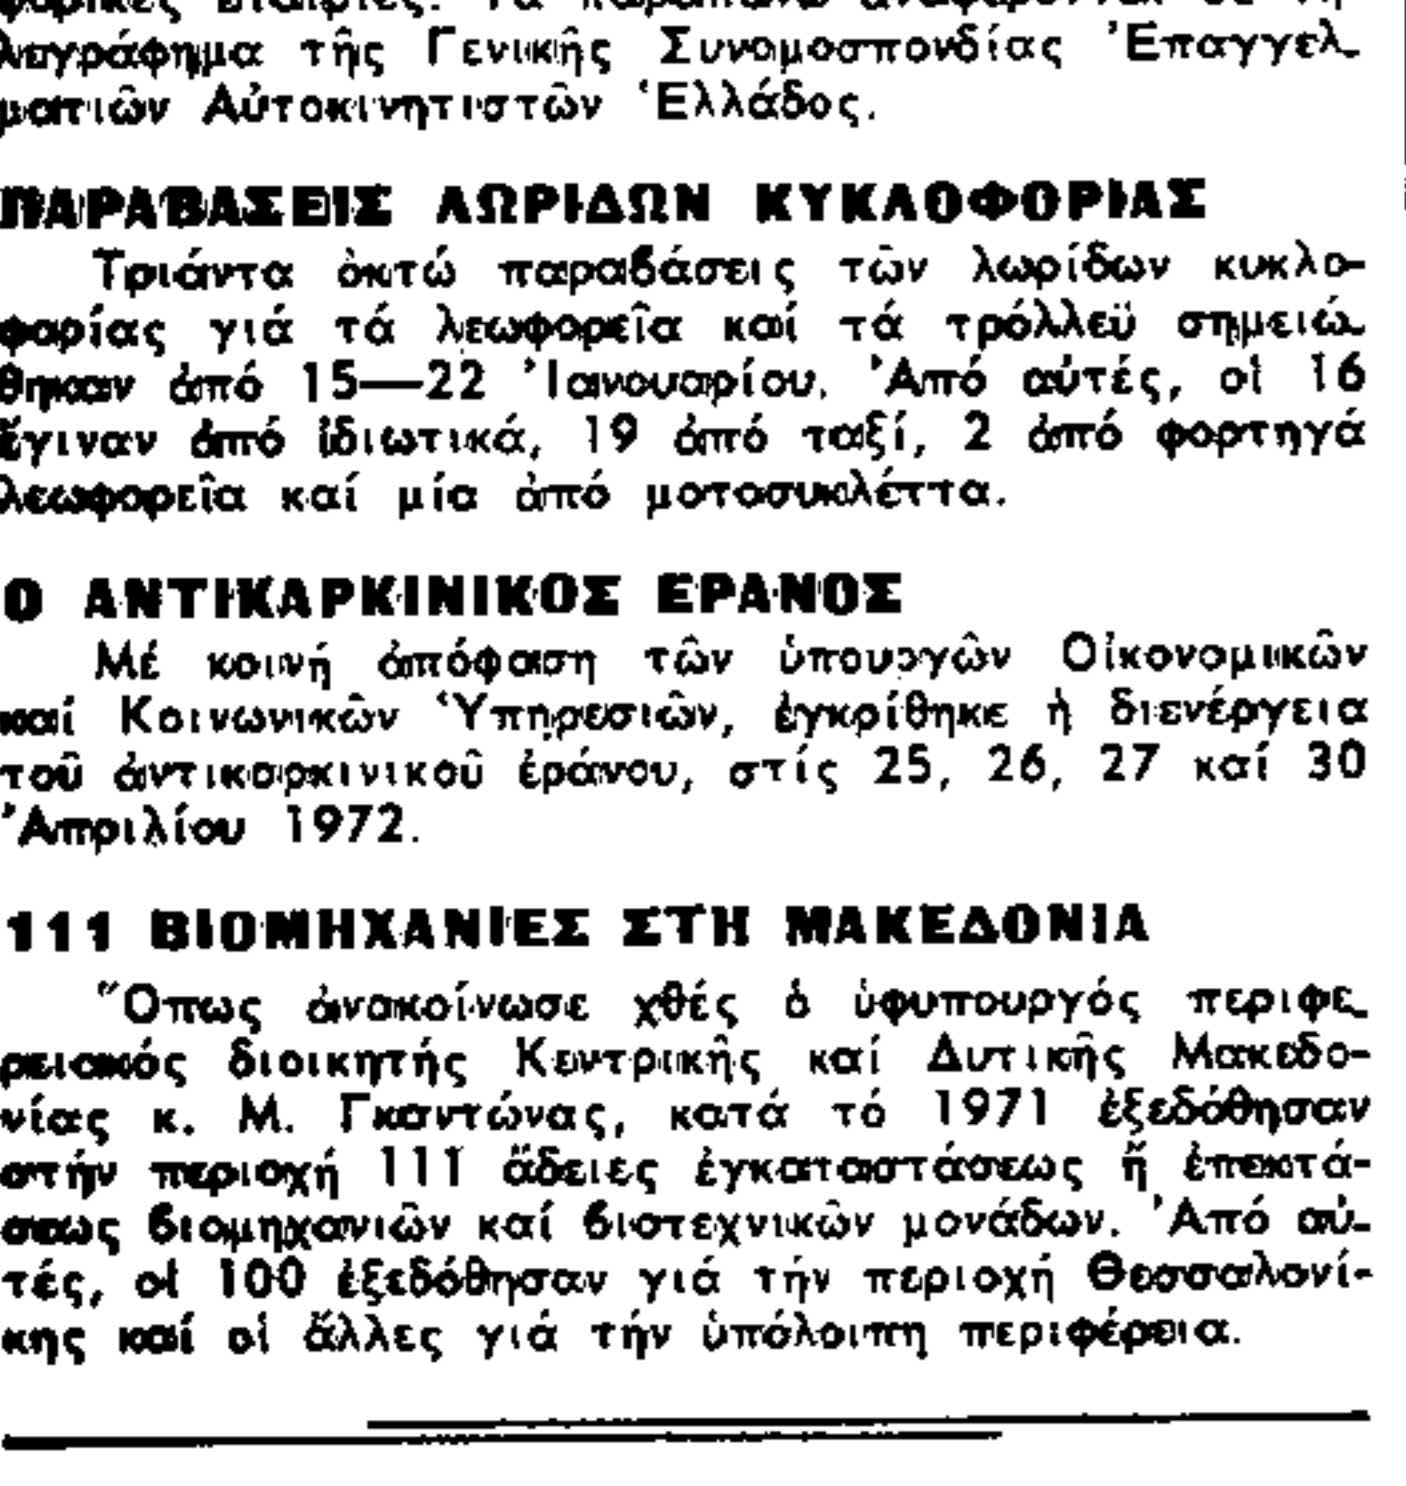 λεγράφημα τῆς Γενικῆς Συνομοσπονδίας Ἐπαγγελ-
ματιῶν Αὐτοκινητιστῶν Ἑλλάδος.
ΠΑΡΑΒΑΣΕΙΣ ΛΩΡΙΔΩΝ ΚΥΚΛΟΦΟΡΙΑΣ
Τριάντα ὀκτώ παραβάσεις τῶν λωρίδων κυκλο-
φορίας γιά τά λεωφορεῖα καί τά τρόλλεϋ σημειώ-
θηκαν ἀπό 15—22 Ἰανουαρίου. Ἀπό αὐτές, οἱ 16
ἔγιναν ἀπό ἰδιωτικά, 19 ἀπό ταξί, 2 ἀπό φορτηγά
λεωφορεῖα καί μία ἀπό μοτοσυκλέττα.
Ο ΑΝΤΙΚΑΡΚΙΝΙΚΟΣ ΕΡΑΝΟΣ
Μέ κοινή ἀπόφαση τῶν ὑπουργῶν Οἰκονομικῶν
καί Κοινωνικῶν Ὑπηρεσιῶν, ἐγκρίθηκε ἡ διενέργεια
τοῦ ἀντικαρκινικοῦ ἐράνου, στίς 25, 26, 27 καί 30
Ἀπριλίου 1972.
111 ΒΙΟΜΗΧΑΝΙΕΣ ΣΤΗ ΜΑΚΕΔΟΝΙΑ
Ὅπως ἀνακοίνωσε χθές ὁ ὑφυπουργός περιφε-
ρειακός διοικητής Κεντρικῆς καί Δυτικῆς Μακεδο-
νίας κ. Μ. Γκαντώνας, κατά τό 1971 ἐξεδόθησαν
στήν περιοχή 111 ἄδειες ἐγκαταστάσεως ἤ ἐπεκτά-
σεως βιομηχανιῶν καί βιοτεχνικῶν μονάδων. Ἀπό αὐ-
τές, οἱ 100 ἐξεδόθησαν γιά τήν περιοχή Θεσσαλονί-
κης καί οἱ ἄλλες γιά τήν ὑπόλοιπη περιφέρεια.